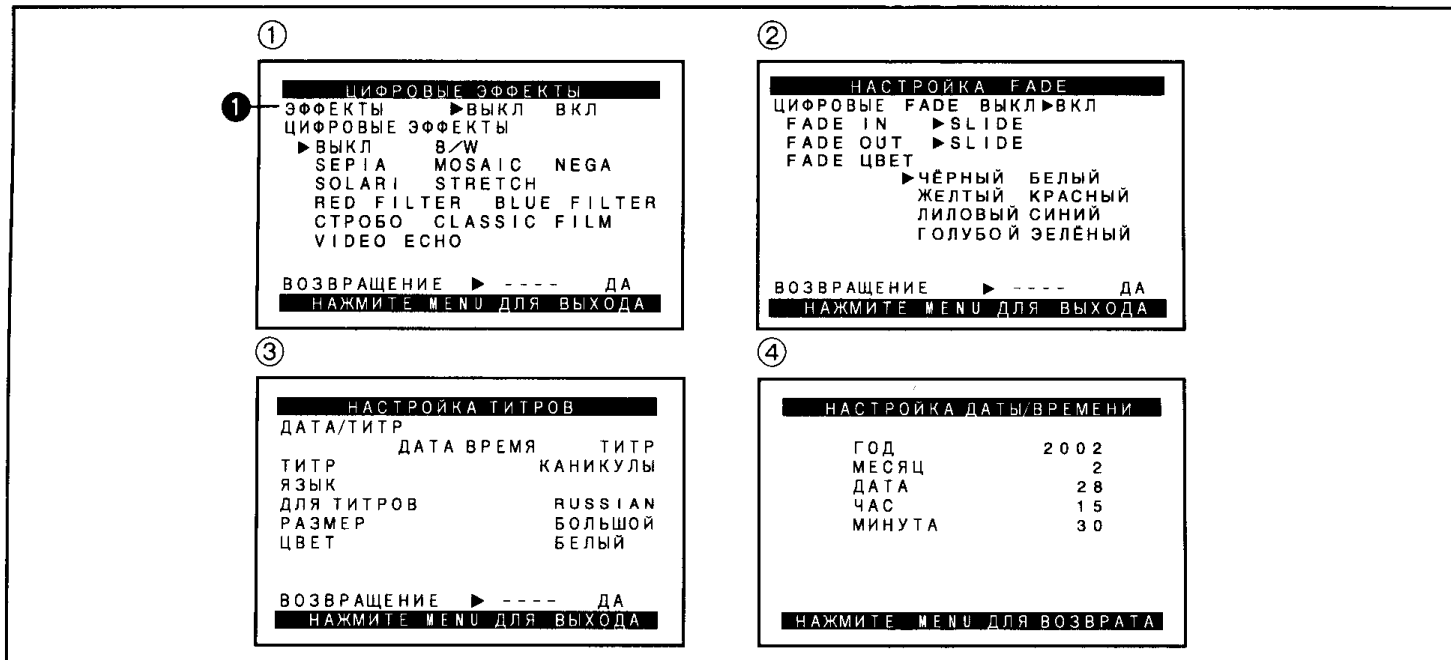 ①
ЦИФРОВЫЕ ЭФФЕКТЫ
❶ ЭФФЕКТЫ ▶ВЫКЛ ВКЛ
ЦИФРОВЫЕ ЭФФЕКТЫ
▶ВЫКЛ B/W
SEPIA MOSAIC NEGA
SOLARI STRETCH
RED FILTER BLUE FILTER
СТРОБО CLASSIC FILM
VIDEO ECHO
ВОЗВРАЩЕНИЕ ▶ ---- ДА
НАЖМИТЕ MENU ДЛЯ ВЫХОДА
②
НАСТРОЙКА FADE
ЦИФРОВЫЕ FADE ВЫКЛ▶ВКЛ
FADE IN ▶SLIDE
FADE OUT ▶SLIDE
FADE ЦВЕТ
▶ЧЁРНЫЙ БЕЛЫЙ
ЖЕЛТЫЙ КРАСНЫЙ
ЛИЛОВЫЙ СИНИЙ
ГОЛУБОЙ ЗЕЛЁНЫЙ
ВОЗВРАЩЕНИЕ ▶ ---- ДА
НАЖМИТЕ MENU ДЛЯ ВЫХОДА
③
НАСТРОЙКА ТИТРОВ
ДАТА/ТИТР
ДАТА ВРЕМЯ ТИТР
ТИТР КАНИКУЛЫ
ЯЗЫК
ДЛЯ ТИТРОВ RUSSIAN
РАЗМЕР БОЛЬШОЙ
ЦВЕТ БЕЛЫЙ
ВОЗВРАЩЕНИЕ ▶ ---- ДА
НАЖМИТЕ MENU ДЛЯ ВЫХОДА
④
НАСТРОЙКА ДАТЫ/ВРЕМЕНИ
ГОД 2002
МЕСЯЦ 2
ДАТА 28
ЧАС 15
МИНУТА 30
НАЖМИТЕ MENU ДЛЯ ВОЗВРАТА